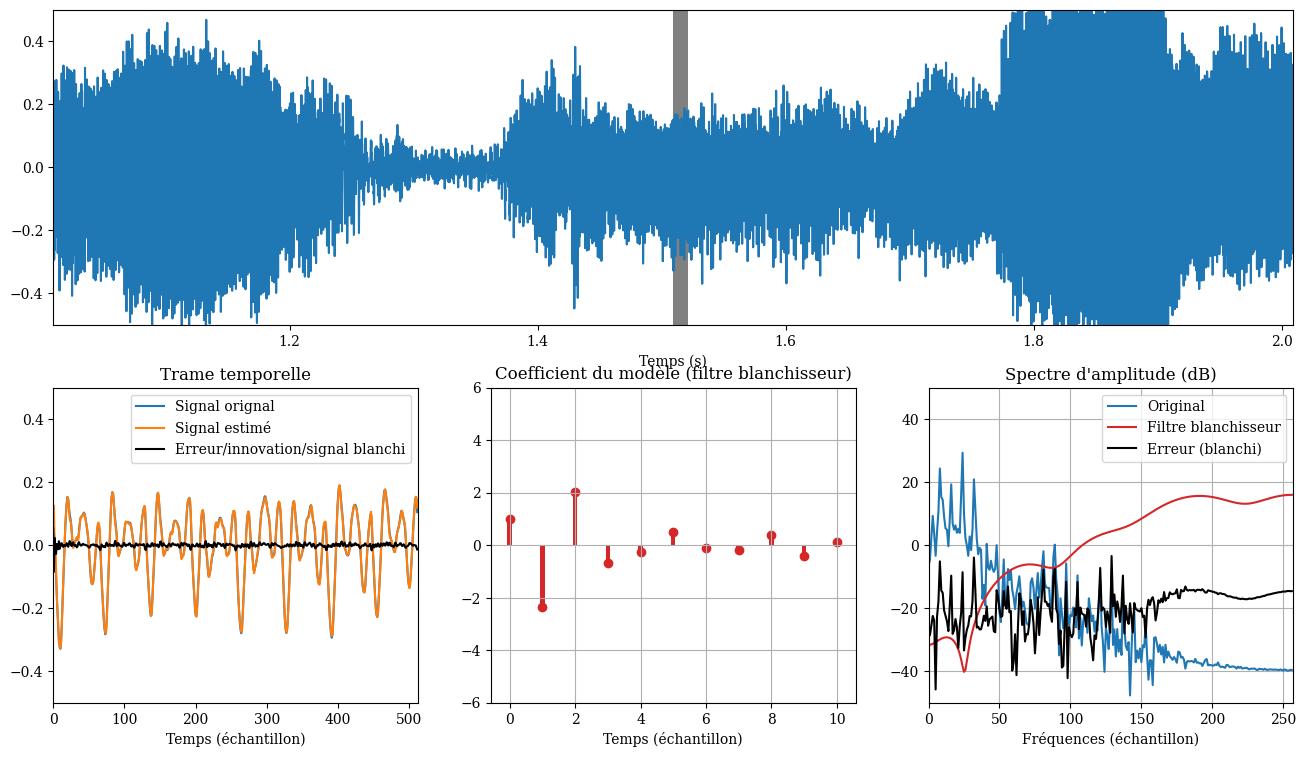 0.4
0.2
0.0
−0.2
−0.4
1.2 1.4 1.6 1.8 2.0
Temps (s)
Trame temporelle
Signal orignal
Signal estimé
Erreur/innovation/signal blanchi
0.4
0.2
0.0
−0.2
−0.4
0 100 200 300 400 500
Temps (échantillon)
Coefficient du modèle (filtre blanchisseur)
6
4
2
0
−2
−4
−6
0 2 4 6 8 10
Temps (échantillon)
Spectre d'amplitude (dB)
Original
Filtre blanchisseur
Erreur (blanchi)
40
20
0
−20
−40
0 50 100 150 200 250
Fréquences (échantillon)